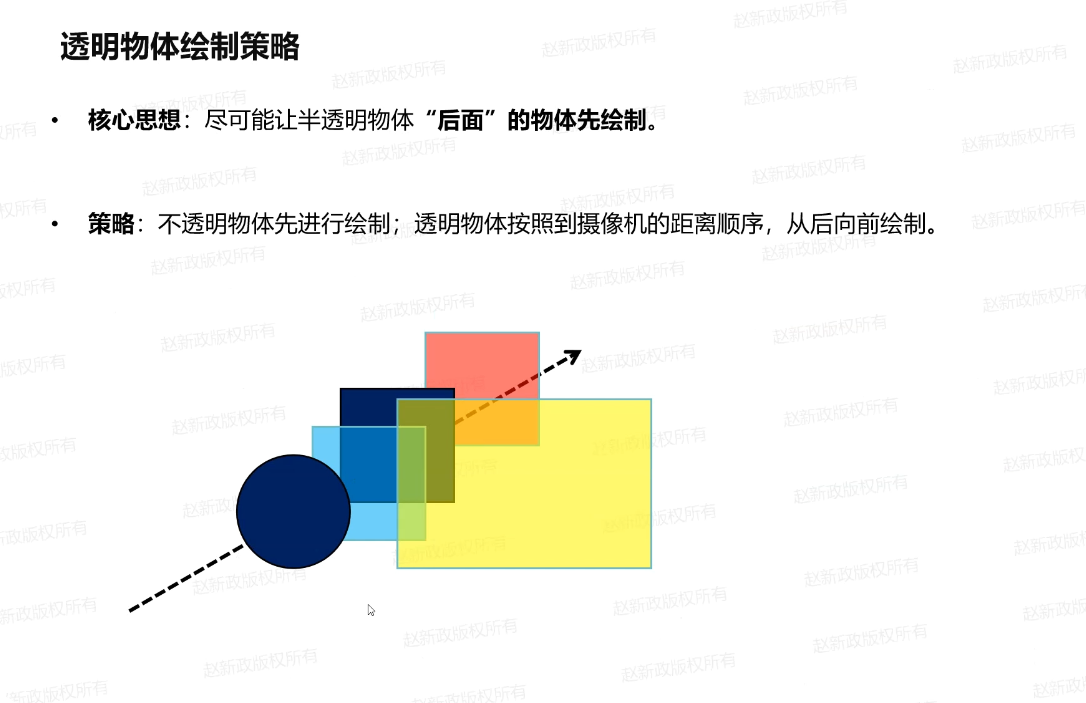 透明物体绘制策略
• 核心思想：尽可能让半透明物体“后面”的物体先绘制。
• 策略：不透明物体先进行绘制；透明物体按照到摄像机的距离顺序，从后向前绘制。
赵新政版权所有